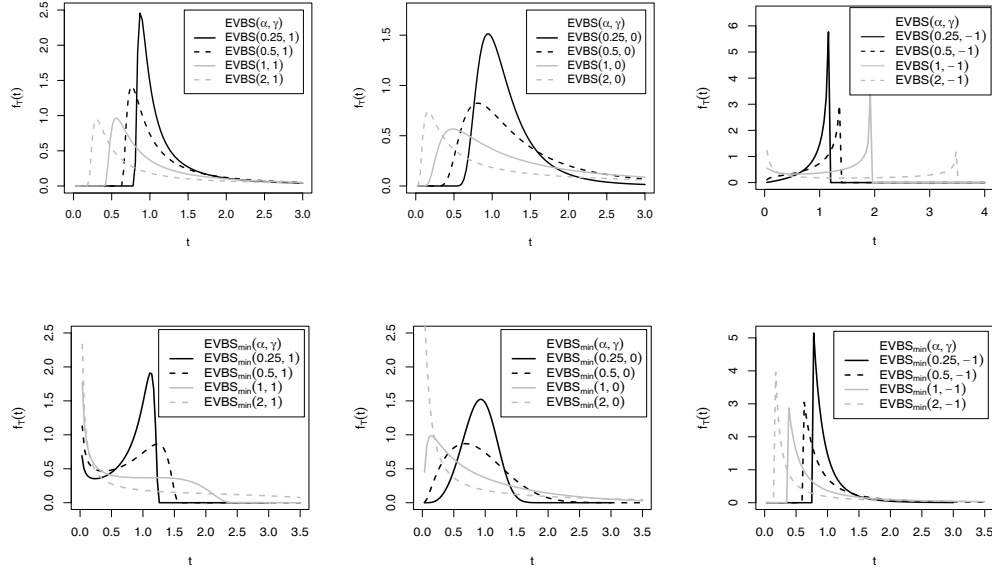 EVBS(α, γ)
EVBS(0.25, 1)
EVBS(0.5, 1)
EVBS(1, 1)
EVBS(2, 1)
f_T(t)
0.0 0.5 1.0 1.5 2.0 2.5
0.0 0.5 1.0 1.5 2.0 2.5 3.0
t
EVBS(α, γ)
EVBS(0.25, 0)
EVBS(0.5, 0)
EVBS(1, 0)
EVBS(2, 0)
f_T(t)
0.0 0.5 1.0 1.5
0.0 0.5 1.0 1.5 2.0 2.5 3.0
t
EVBS(α, γ)
EVBS(0.25, −1)
EVBS(0.5, −1)
EVBS(1, −1)
EVBS(2, −1)
f_T(t)
0 1 2 3 4 5 6
0 1 2 3 4
t
EVBS_min(α, γ)
EVBS_min(0.25, 1)
EVBS_min(0.5, 1)
EVBS_min(1, 1)
EVBS_min(2, 1)
f_T(t)
0.0 0.5 1.0 1.5 2.0 2.5
0.0 0.5 1.0 1.5 2.0 2.5 3.0 3.5
t
EVBS_min(α, γ)
EVBS_min(0.25, 0)
EVBS_min(0.5, 0)
EVBS_min(1, 0)
EVBS_min(2, 0)
f_T(t)
0.0 0.5 1.0 1.5 2.0 2.5
0.0 0.5 1.0 1.5 2.0 2.5 3.0 3.5
t
EVBS_min(α, γ)
EVBS_min(0.25, −1)
EVBS_min(0.5, −1)
EVBS_min(1, −1)
EVBS_min(2, −1)
f_T(t)
0 1 2 3 4 5
0.0 0.5 1.0 1.5 2.0 2.5 3.0 3.5
t